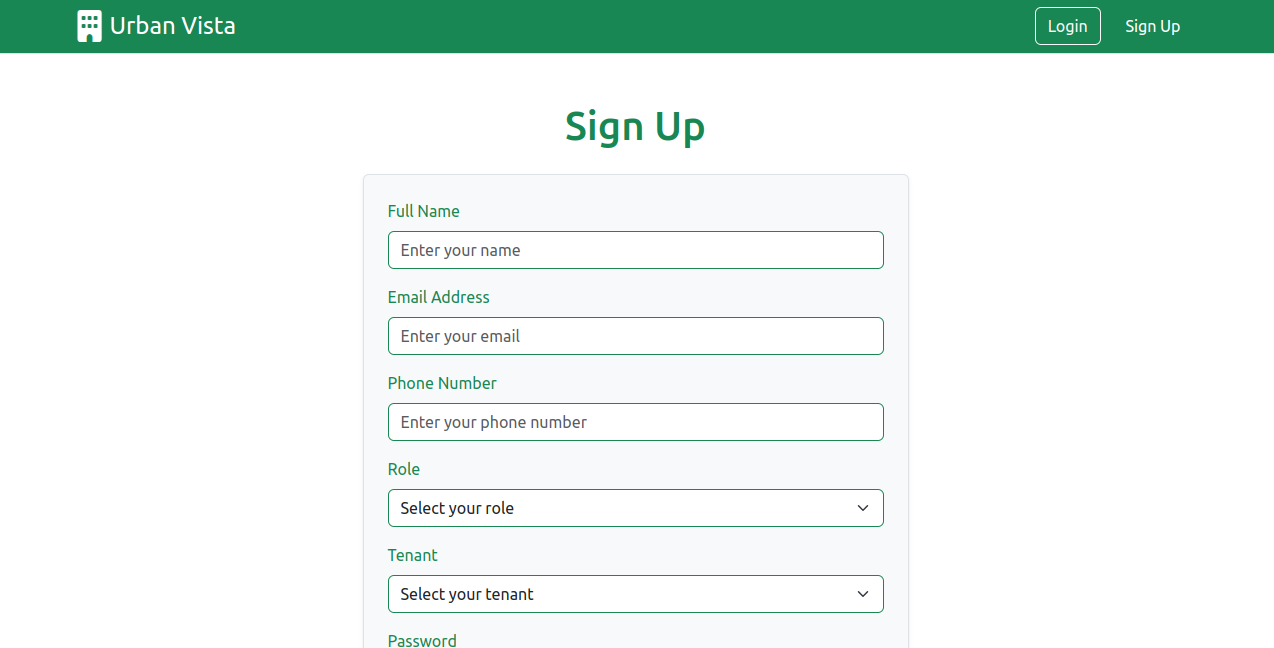 Urban Vista
Login
Sign Up
Sign Up
Full Name
Enter your name
Email Address
Enter your email
Phone Number
Enter your phone number
Role
Select your role
Tenant
Select your tenant
Password